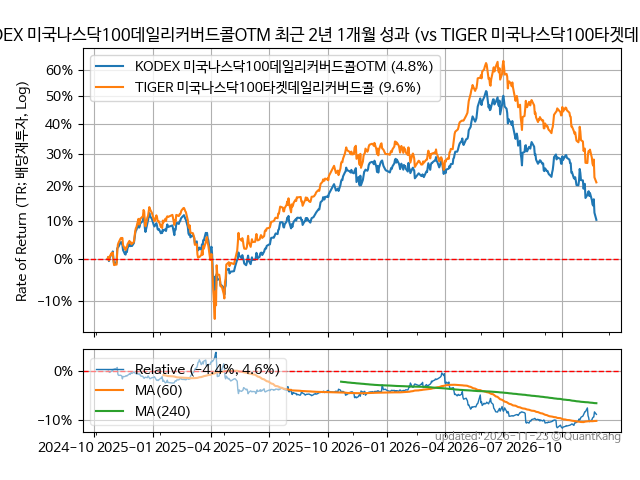 DEX 미국나스닥100데일리커버드콜OTM 최근 2년 1개월 성과 (vs TIGER 미국나스닥100타겟데일
Rate of Return (TR: 배당재투자, Log)
60%
50%
40%
30%
20%
10%
0%
−10%
KODEX 미국나스닥100데일리커버드콜OTM (4.8%)
TIGER 미국나스닥100타겟데일리커버드콜 (9.6%)
0%
−10%
Relative (−4.4%, 4.6%)
MA(60)
MA(240)
updated: 2026-11-23 © QuantKang
2024-10 2025-01 2025-04 2025-07 2025-10 2026-01 2026-04 2026-07 2026-10